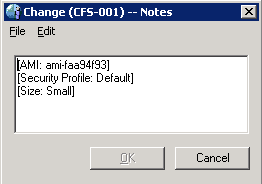 Change (CFS-001) -- Notes
File Edit
[AMI: ami-faa94f93]
[Security Profile: Default]
[Size: Small]
OK Cancel